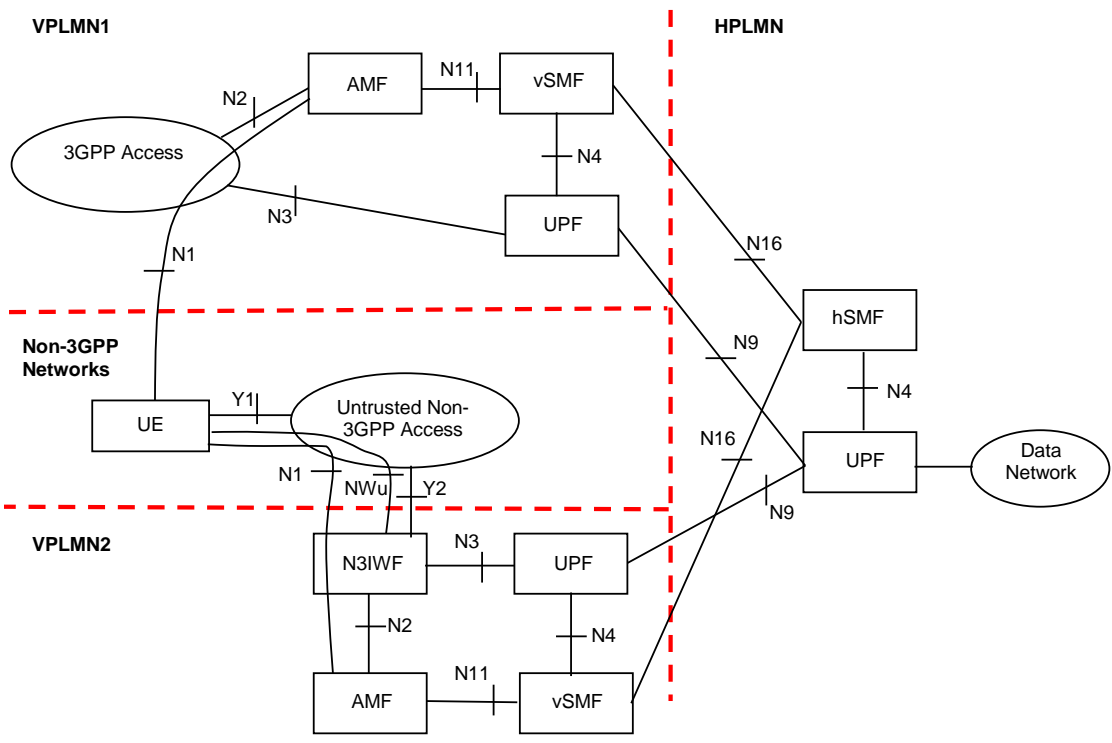 VPLMN1
HPLMN
N11
AMF
vSMF
N2
3GPP Access
N4
N3
UPF
N1
N16
hSMF
Non-3GPP
Networks
N9
N4
Y1
UE
Untrusted Non-
3GPP Access
N16
UPF
Data
Network
N1
NWu
Y2
N9
VPLMN2
N3
N3IWF
UPF
N2
N4
N11
AMF
vSMF